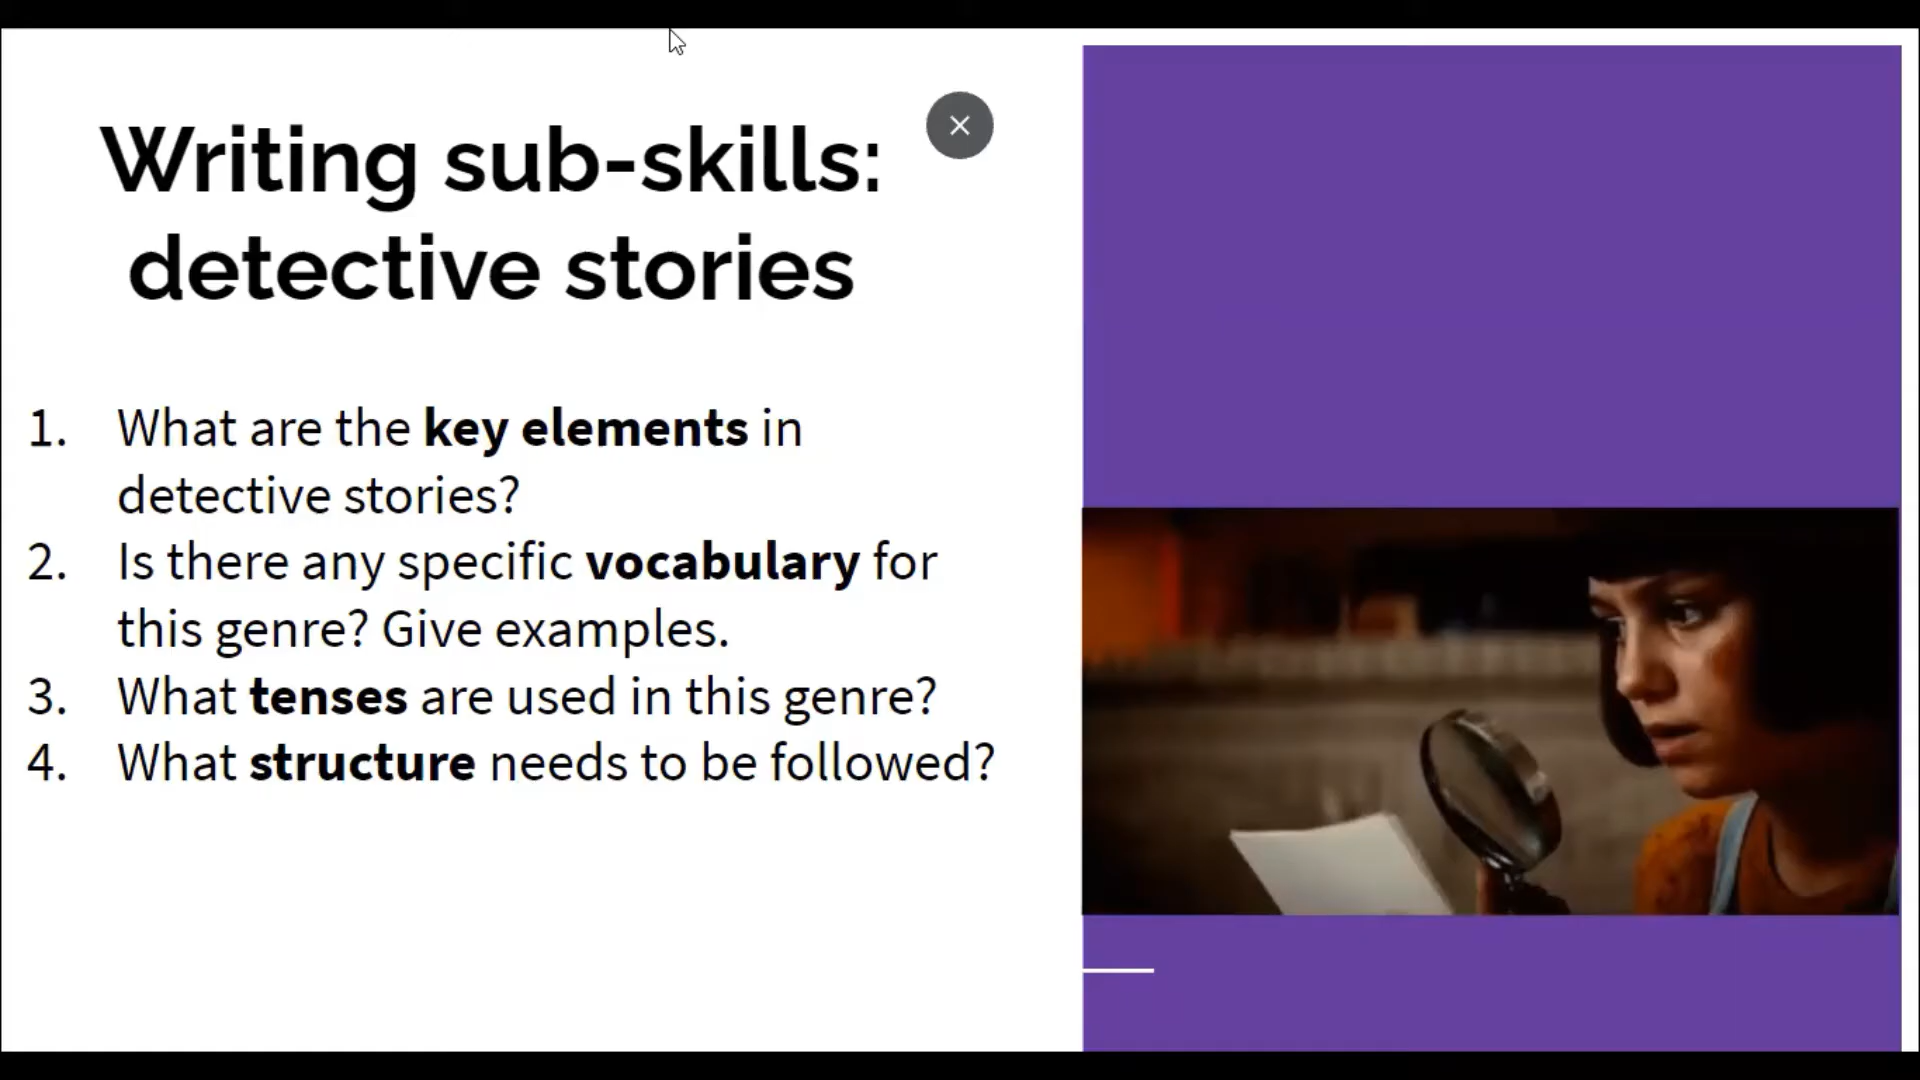 Writing sub-skills:
detective stories
1. What are the key elements in
detective stories?
2. Is there any specific vocabulary for
this genre? Give examples.
3. What tenses are used in this genre?
4. What structure needs to be followed?